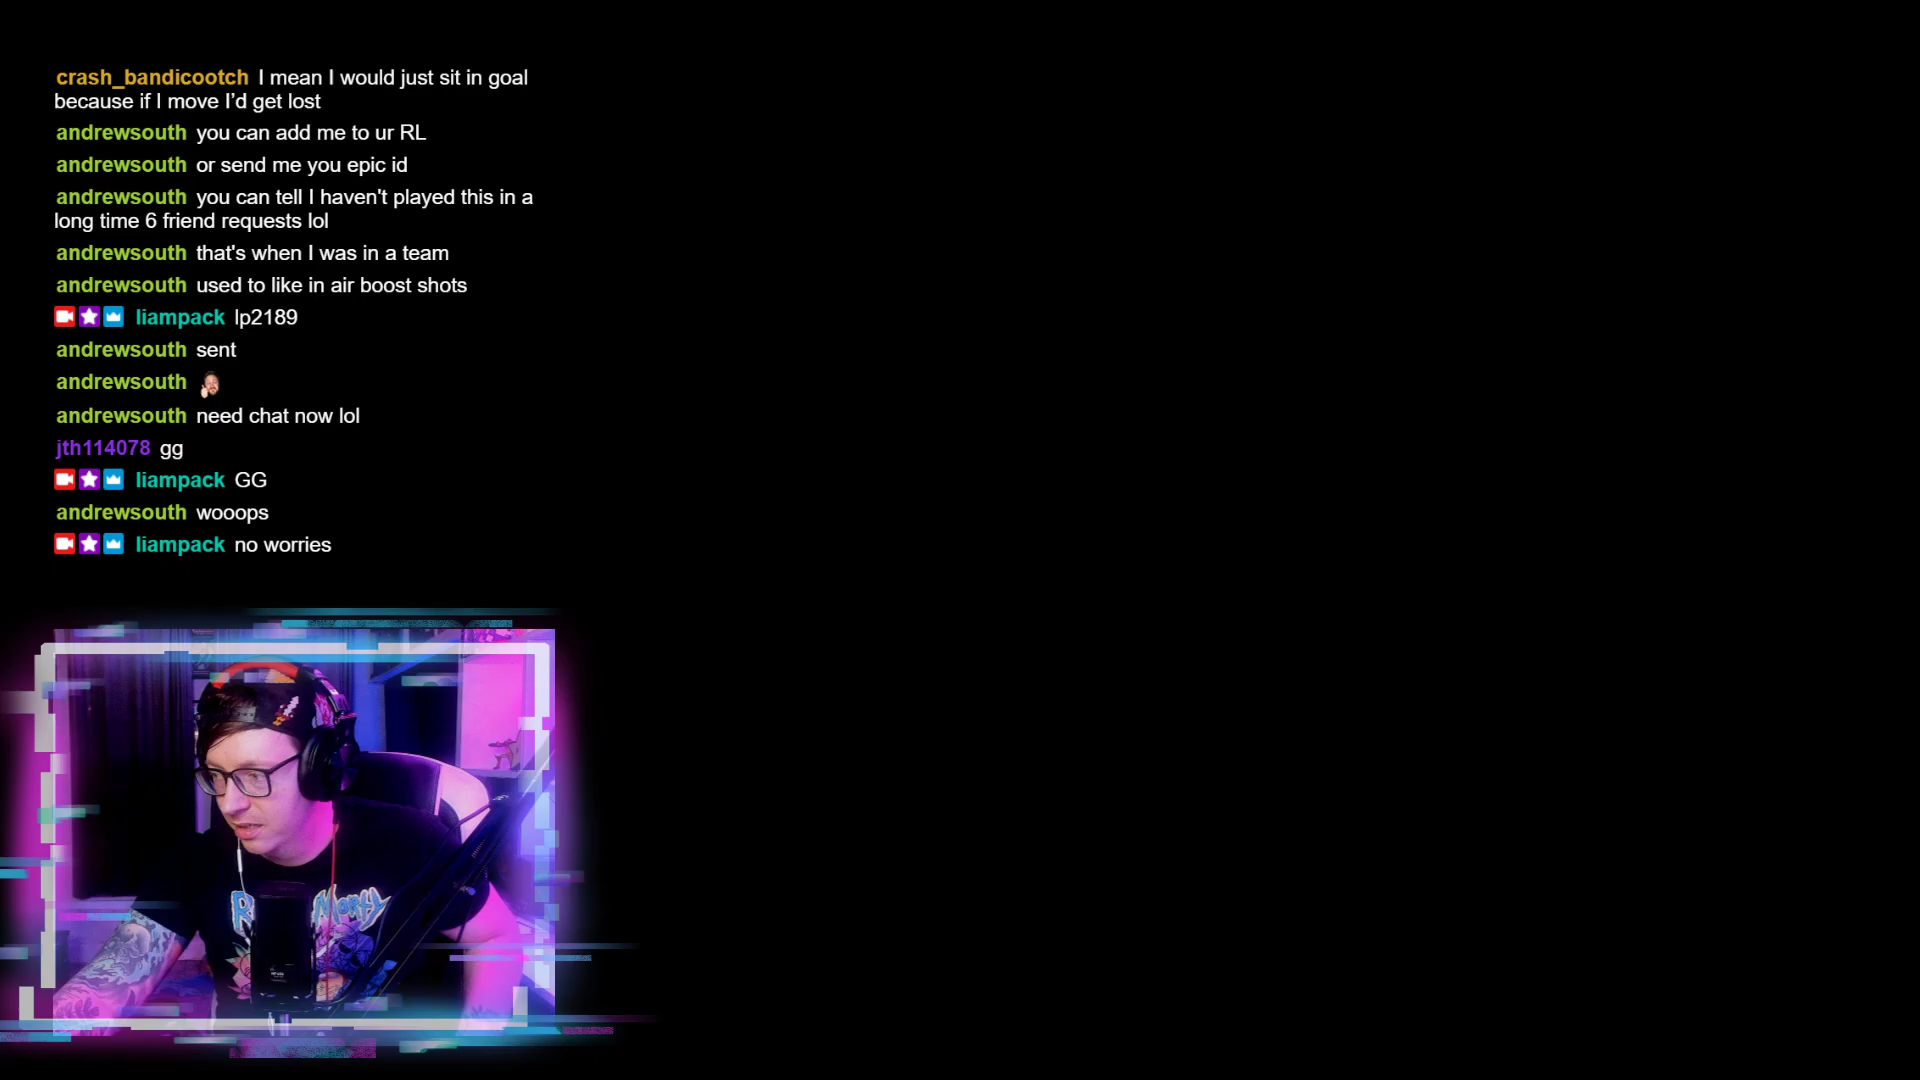 crash_bandicootch I mean I would just sit in goal
because if I move I’d get lost
andrewsouth you can add me to ur RL
andrewsouth or send me you epic id
andrewsouth you can tell I haven't played this in a
long time 6 friend requests lol
andrewsouth that's when I was in a team
andrewsouth used to like in air boost shots
liampack lp2189
andrewsouth sent
andrewsouth
andrewsouth need chat now lol
jth114078 gg
liampack GG
andrewsouth wooops
liampack no worries
Morty